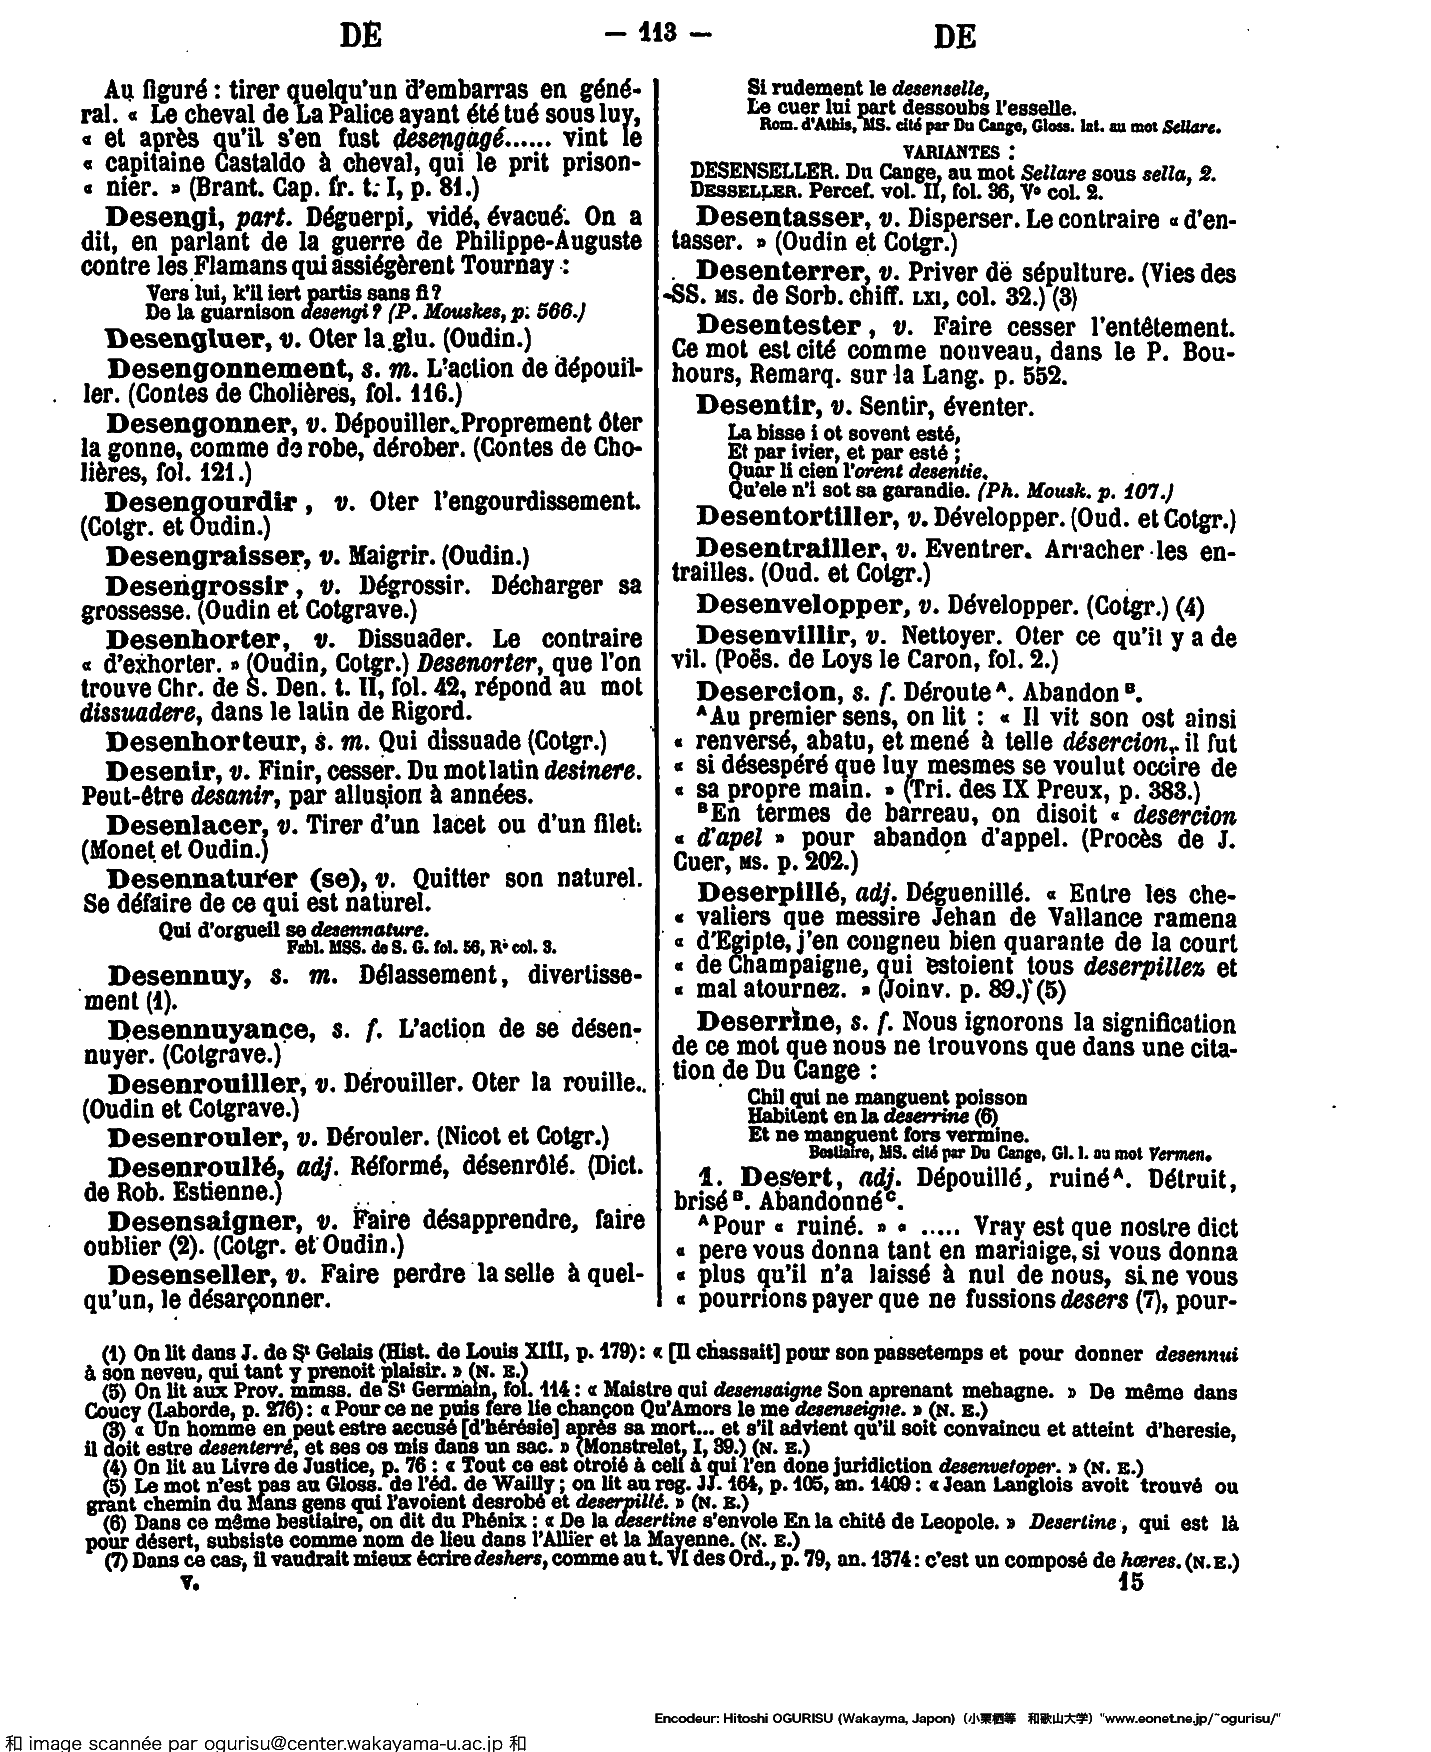 DE
— 113 —
DE
Au figuré : tirer quelqu'un d'embarras en géné-
ral. « Le cheval de La Palice ayant été tué sous luy,
« et après qu'il s'en fust desengagé...... vint le
« capitaine Castaldo à cheval, qui le prit prison-
« nier. » (Brant. Cap. fr. t. I, p. 81.)
Desengi, part. Déguerpi, vidé, évacué. On a
dit, en parlant de la guerre de Philippe-Auguste
contre les Flamans qui assiégèrent Tournay :
Vers lui, k'il iert partis sans fi ?
De la guarnison desengi ? (P. Mouskes, p. 566.)
Desengluer, v. Oter la glu. (Oudin.)
Desengonnement, s. m. L'action de dépouil-
ler. (Contes de Cholières, fol. 116.)
Desengonner, v. Dépouiller. Proprement ôter
la gonne, comme de robe, dérober. (Contes de Cho-
lières, fol. 121.)
Desengourdir, v. Oter l'engourdissement.
(Cotgr. et Oudin.)
Desengraisser, v. Maigrir. (Oudin.)
Desengrossir, v. Dégrossir. Décharger sa
grossesse. (Oudin et Cotgrave.)
Desenhorter, v. Dissuader. Le contraire
« d'exhorter. » (Oudin, Cotgr.) Desenorter, que l'on
trouve Chr. de S. Den. t. II, fol. 42, répond au mot
dissuadere, dans le latin de Rigord.
Desenhorteur, s. m. Qui dissuade (Cotgr.)
Desenir, v. Finir, cesser. Du mot latin desinere.
Peut-être desanir, par allusion à années.
Desenlacer, v. Tirer d'un lacet ou d'un filet.
(Monet et Oudin.)
Desennaturer (se), v. Quitter son naturel.
Se défaire de ce qui est naturel.
Qui d'orgueil se desennature.
Fabl. MSS. de S. G. fol. 56, R° col. 3.
Desennuy, s. m. Délassement, divertisse-
ment (1).
Desennuyance, s. f. L'action de se désen-
nuyer. (Cotgrave.)
Desenrouiller, v. Dérouiller. Oter la rouille.
(Oudin et Cotgrave.)
Desenrouler, v. Dérouler. (Nicot et Cotgr.)
Desenroullé, adj. Réformé, désenrôlé. (Dict.
de Rob. Estienne.)
Desensaigner, v. Faire désapprendre, faire
oublier (2). (Cotgr. et Oudin.)
Desenseller, v. Faire perdre la selle à quel-
qu'un, le désarçonner.
Si rudement le desenselle,
Le cuer lui part dessoubs l'esselle.
Rom. d'Athis, MS. cité par Du Cange, Gloss. lat. au mot Sellare.
VARIANTES :
DESENSELLER. Du Cange, au mot Sellare sous sella, 2.
DESSELLER. Percef. vol. II, fol. 36, V° col. 2.
Desentasser, v. Disperser. Le contraire « d'en-
tasser. » (Oudin et Cotgr.)
Desenterrer, v. Priver de sépulture. (Vies des
SS. MS. de Sorb. chiff. LXI, col. 32.) (3)
Desentester, v. Faire cesser l'entêtement.
Ce mot est cité comme nouveau, dans le P. Bou-
hours, Remarq. sur la Lang. p. 552.
Desentir, v. Sentir, éventer.
La bisse i ot sovent esté,
Et par ivier, et par esté ;
Quar li cien l'orent desentie,
Qu'ele n'i sot sa garandie. (Ph. Mousk. p. 107.)
Desentortiller, v. Développer. (Oud. et Cotgr.)
Desentrailler, v. Eventrer. Arracher les en-
trailles. (Oud. et Cotgr.)
Desenvelopper, v. Développer. (Cotgr.) (4)
Desenvillir, v. Nettoyer. Oter ce qu'il y a de
vil. (Poës. de Loys le Caron, fol. 2.)
Desercion, s. f. Déroute A. Abandon B.
A Au premier sens, on lit : « Il vit son ost ainsi
« renversé, abatu, et mené à telle désercion, il fut
« si désespéré que luy mesmes se voulut occire de
« sa propre main. » (Tri. des IX Preux, p. 383.)
B En termes de barreau, on disoit « desercion
« d'apel » pour abandon d'appel. (Procès de J.
Cuer, MS. p. 202.)
Deserpillé, adj. Déguenillé. « Entre les che-
« valiers que messire Jehan de Vallance ramena
« d'Egipte, j'en congneu bien quarante de la court
« de Champaigne, qui estoient tous deserpillez et
« mal atournez. » (Joinv. p. 89.) (5)
Deserrine, s. f. Nous ignorons la signification
de ce mot que nous ne trouvons que dans une cita-
tion de Du Cange :
Chil qui ne manguent poisson
Habitent en la deserrine (6)
Et ne manguent fors vermine.
Bestiaire, MS. cité par Du Cange, Gl. l. au mot Vermen.
1. Desert, adj. Dépouillé, ruiné A. Détruit,
brisé B. Abandonné C.
A Pour « ruiné. » « ..... Vray est que nostre dict
« pere vous donna tant en mariaige, si vous donna
« plus qu'il n'a laissé à nul de nous, si ne vous
« pourrions payer que ne fussions desers (7), pour-
(1) On lit dans J. de St Gelais (Hist. de Louis XIII, p. 179) : « [Il chassait] pour son passetemps et pour donner desennui
à son neveu, qui tant y prenoit plaisir. » (N. E.)
(5) On lit aux Prov. mmss. de St Germain, fol. 114 : « Maistre qui desensaigne Son aprenant mehagne. » De même dans
Coucy (Laborde, p. 276) : « Pour ce ne puis fere lie chançon Qu'Amors le me desenseigne. » (N. E.)
(3) « Un homme en peut estre accusé [d'hérésie] après sa mort... et s'il advient qu'il soit convaincu et atteint d'heresie,
il doit estre desenterré, et ses os mis dans un sac. » (Monstrelet, I, 39.) (N. E.)
(4) On lit au Livre de Justice, p. 76 : « Tout ce est otroié à celi à qui l'en done juridiction desenveloper. » (N. E.)
(5) Le mot n'est pas au Gloss. de l'éd. de Wailly ; on lit au reg. JJ. 164, p. 105, an. 1409 : « Jean Langlois avoit trouvé ou
grant chemin du Mans gens qui l'avoient desrobé et deserpillé. » (N. E.)
(6) Dans ce même bestiaire, on dit du Phénix : « De la desertine s'envole En la chité de Leopole. » Desertine, qui est là
pour désert, subsiste comme nom de lieu dans l'Allier et la Mayenne. (N. E.)
(7) Dans ce cas, il vaudrait mieux écrire deshers, comme au t. VI des Ord., p. 79, an. 1374 : c'est un composé de hæres. (N. E.)
V.
15
Encodeur: Hitoshi OGURISU (Wakayma, Japon) (小栗栖等 和歌山大学) "www.eonet.ne.jp/~ogurisu/"
和 image scannée par ogurisu@center.wakayama-u.ac.jp 和